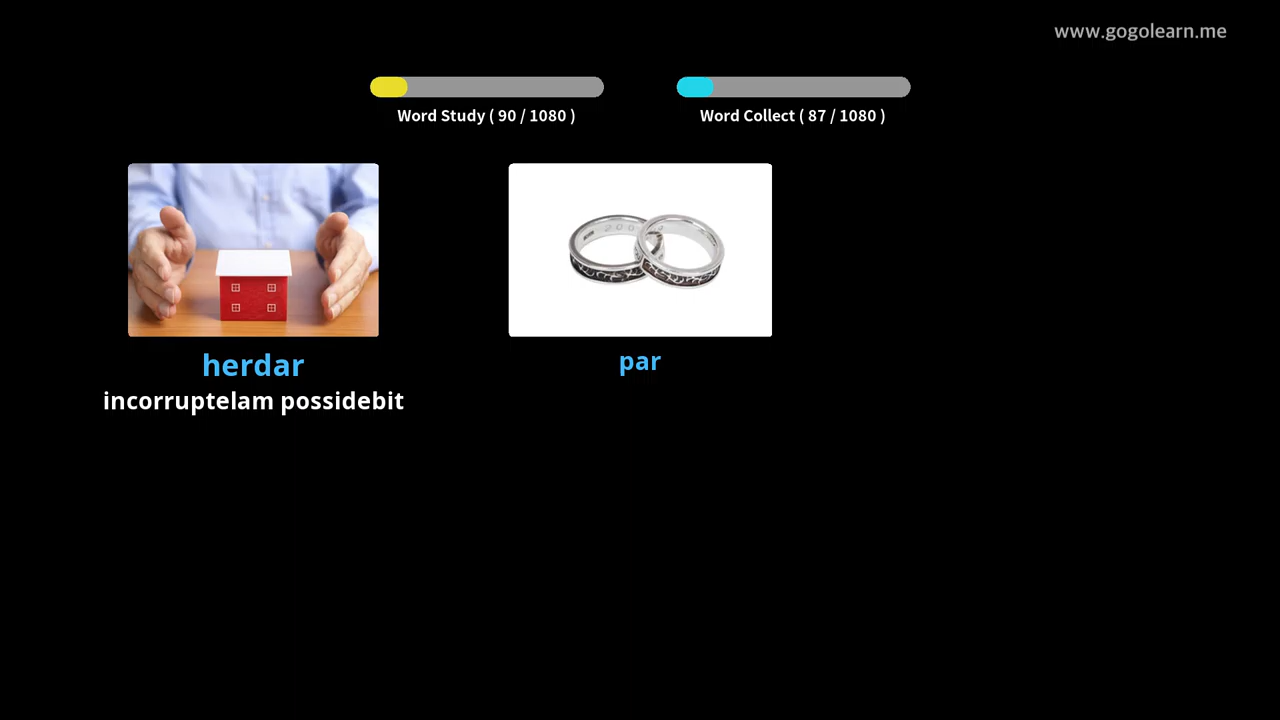 www.gogolearn.me
Word Study ( 90 / 1080 )
Word Collect ( 87 / 1080 )
herdar
par
incorruptelam possidebit